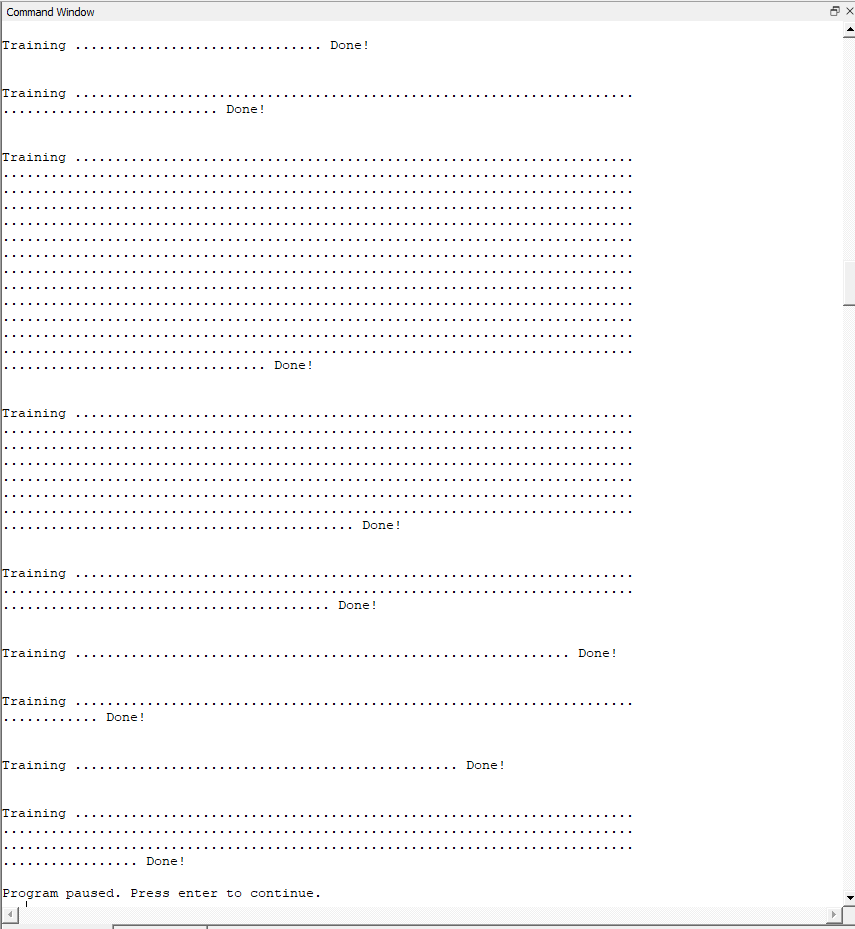 Command Window
Training ............................... Done!
Training ......................................................................
........................... Done!
Training ......................................................................
...............................................................................
...............................................................................
...............................................................................
...............................................................................
...............................................................................
...............................................................................
...............................................................................
...............................................................................
...............................................................................
...............................................................................
...............................................................................
...............................................................................
................................. Done!
Training ......................................................................
...............................................................................
...............................................................................
...............................................................................
...............................................................................
...............................................................................
...............................................................................
............................................ Done!
Training ......................................................................
...............................................................................
......................................... Done!
Training .............................................................. Done!
Training ......................................................................
............ Done!
Training ................................................ Done!
Training ......................................................................
...............................................................................
...............................................................................
................. Done!
Program paused. Press enter to continue.